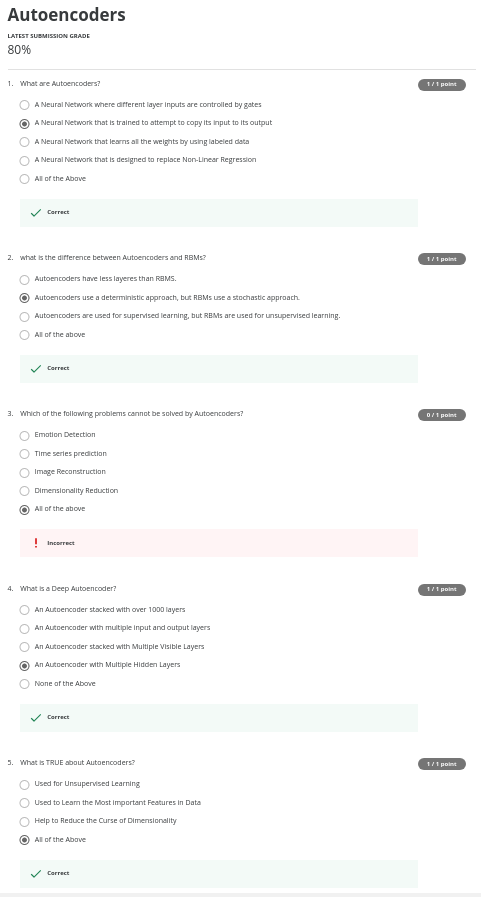 Autoencoders
LATEST SUBMISSION GRADE
80%
1. What are Autoencoders?
1 / 1 point
A Neural Network where different layer inputs are controlled by gates
A Neural Network that is trained to attempt to copy its input to its output
A Neural Network that learns all the weights by using labeled data
A Neural Network that is designed to replace Non-Linear Regression
All of the Above
Correct
2. what is the difference between Autoencoders and RBMs?
1 / 1 point
Autoencoders have less layeres than RBMS.
Autoencoders use a deterministic approach, but RBMs use a stochastic approach.
Autoencoders are used for supervised learning, but RBMs are used for unsupervised learning.
All of the above
Correct
3. Which of the following problems cannot be solved by Autoencoders?
0 / 1 point
Emotion Detection
Time series prediction
Image Reconstruction
Dimensionality Reduction
All of the above
Incorrect
4. What is a Deep Autoencoder?
1 / 1 point
An Autoencoder stacked with over 1000 layers
An Autoencoder with multiple input and output layers
An Autoencoder stacked with Multiple Visible Layers
An Autoencoder with Multiple Hidden Layers
None of the Above
Correct
5. What is TRUE about Autoencoders?
1 / 1 point
Used for Unsupervised Learning
Used to Learn the Most important Features in Data
Help to Reduce the Curse of Dimensionality
All of the Above
Correct